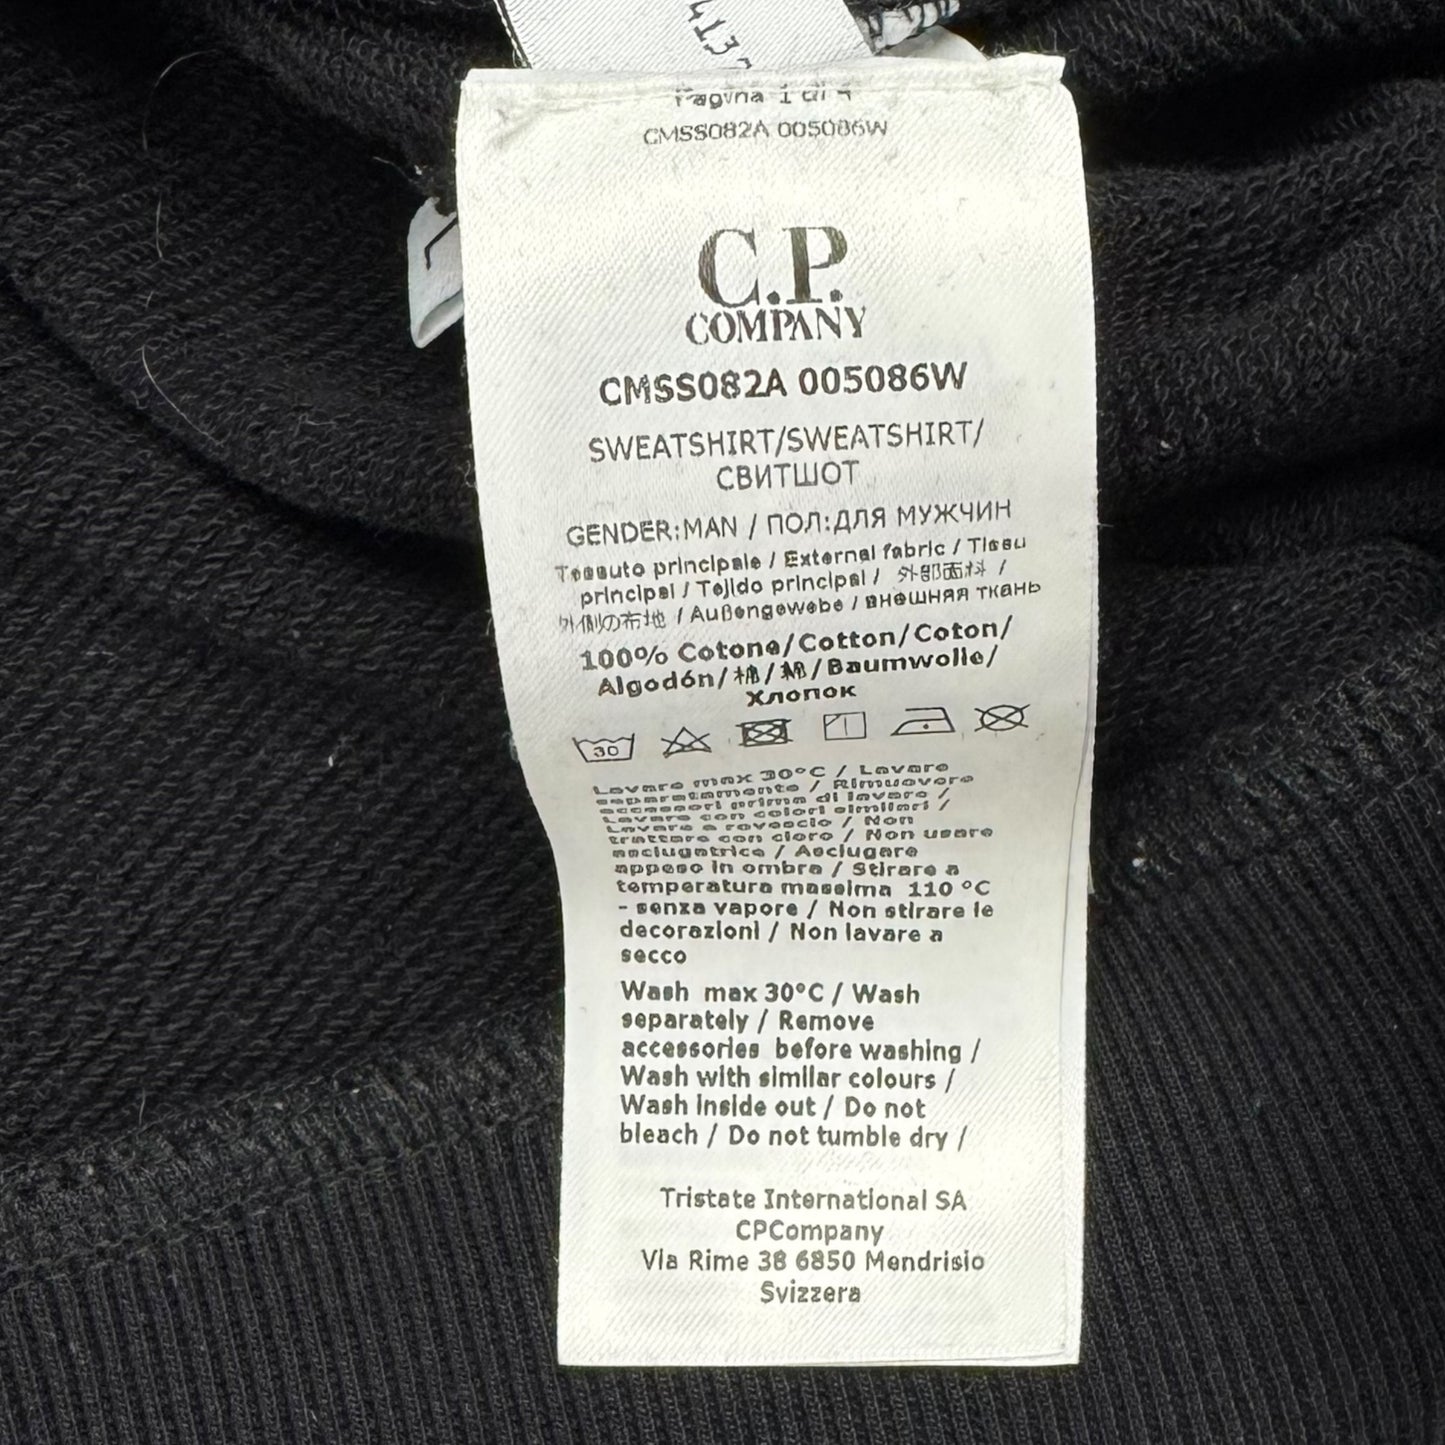 4137
Pagina 1 di 4
CMSS082A 005086W
C.P.
COMPANY
CMSS082A 005086W
SWEATSHIRT/SWEATSHIRT/
СВИТШОТ
GENDER:MAN / ПОЛ:ДЛЯ МУЖЧИН
Tessuto principale / External fabric / Tissu
principal / Tejido principal / 外部面料 /
外側の布地 / Außengewebe / внешняя ткань
100% Cotone/Cotton/Coton/
Algodón/棉/綿/Baumwolle/
Хлопок
30
Lavare max 30°C / Lavare
separatamente / Rimuovere
accessori prima di lavare /
Lavare con colori similari /
Lavare a rovescio / Non
trattare con cloro / Non usare
asciugatrice / Asciugare
appeso in ombra / Stirare a
temperatura massima 110 °C
- senza vapore / Non stirare le
decorazioni / Non lavare a
secco
Wash max 30°C / Wash
separately / Remove
accessories before washing /
Wash with similar colours /
Wash inside out / Do not
bleach / Do not tumble dry /
Tristate International SA
CPCompany
Via Rime 38 6850 Mendrisio
Svizzera